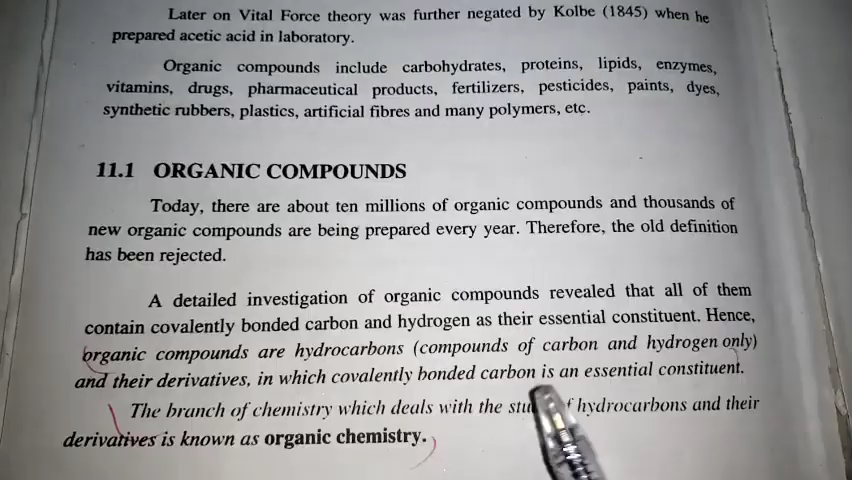 Later on Vital Force theory was further negated by Kolbe (1845) when he
prepared acetic acid in laboratory.
Organic compounds include carbohydrates, proteins, lipids, enzymes,
vitamins, drugs, pharmaceutical products, fertilizers, pesticides, paints, dyes,
synthetic rubbers, plastics, artificial fibres and many polymers, etc.
11.1 ORGANIC COMPOUNDS
Today, there are about ten millions of organic compounds and thousands of
new organic compounds are being prepared every year. Therefore, the old definition
has been rejected.
A detailed investigation of organic compounds revealed that all of them
contain covalently bonded carbon and hydrogen as their essential constituent. Hence,
organic compounds are hydrocarbons (compounds of carbon and hydrogen only)
and their derivatives, in which covalently bonded carbon is an essential constituent.
The branch of chemistry which deals with the hydrocarbons and their
derivatives is known as organic chemistry.